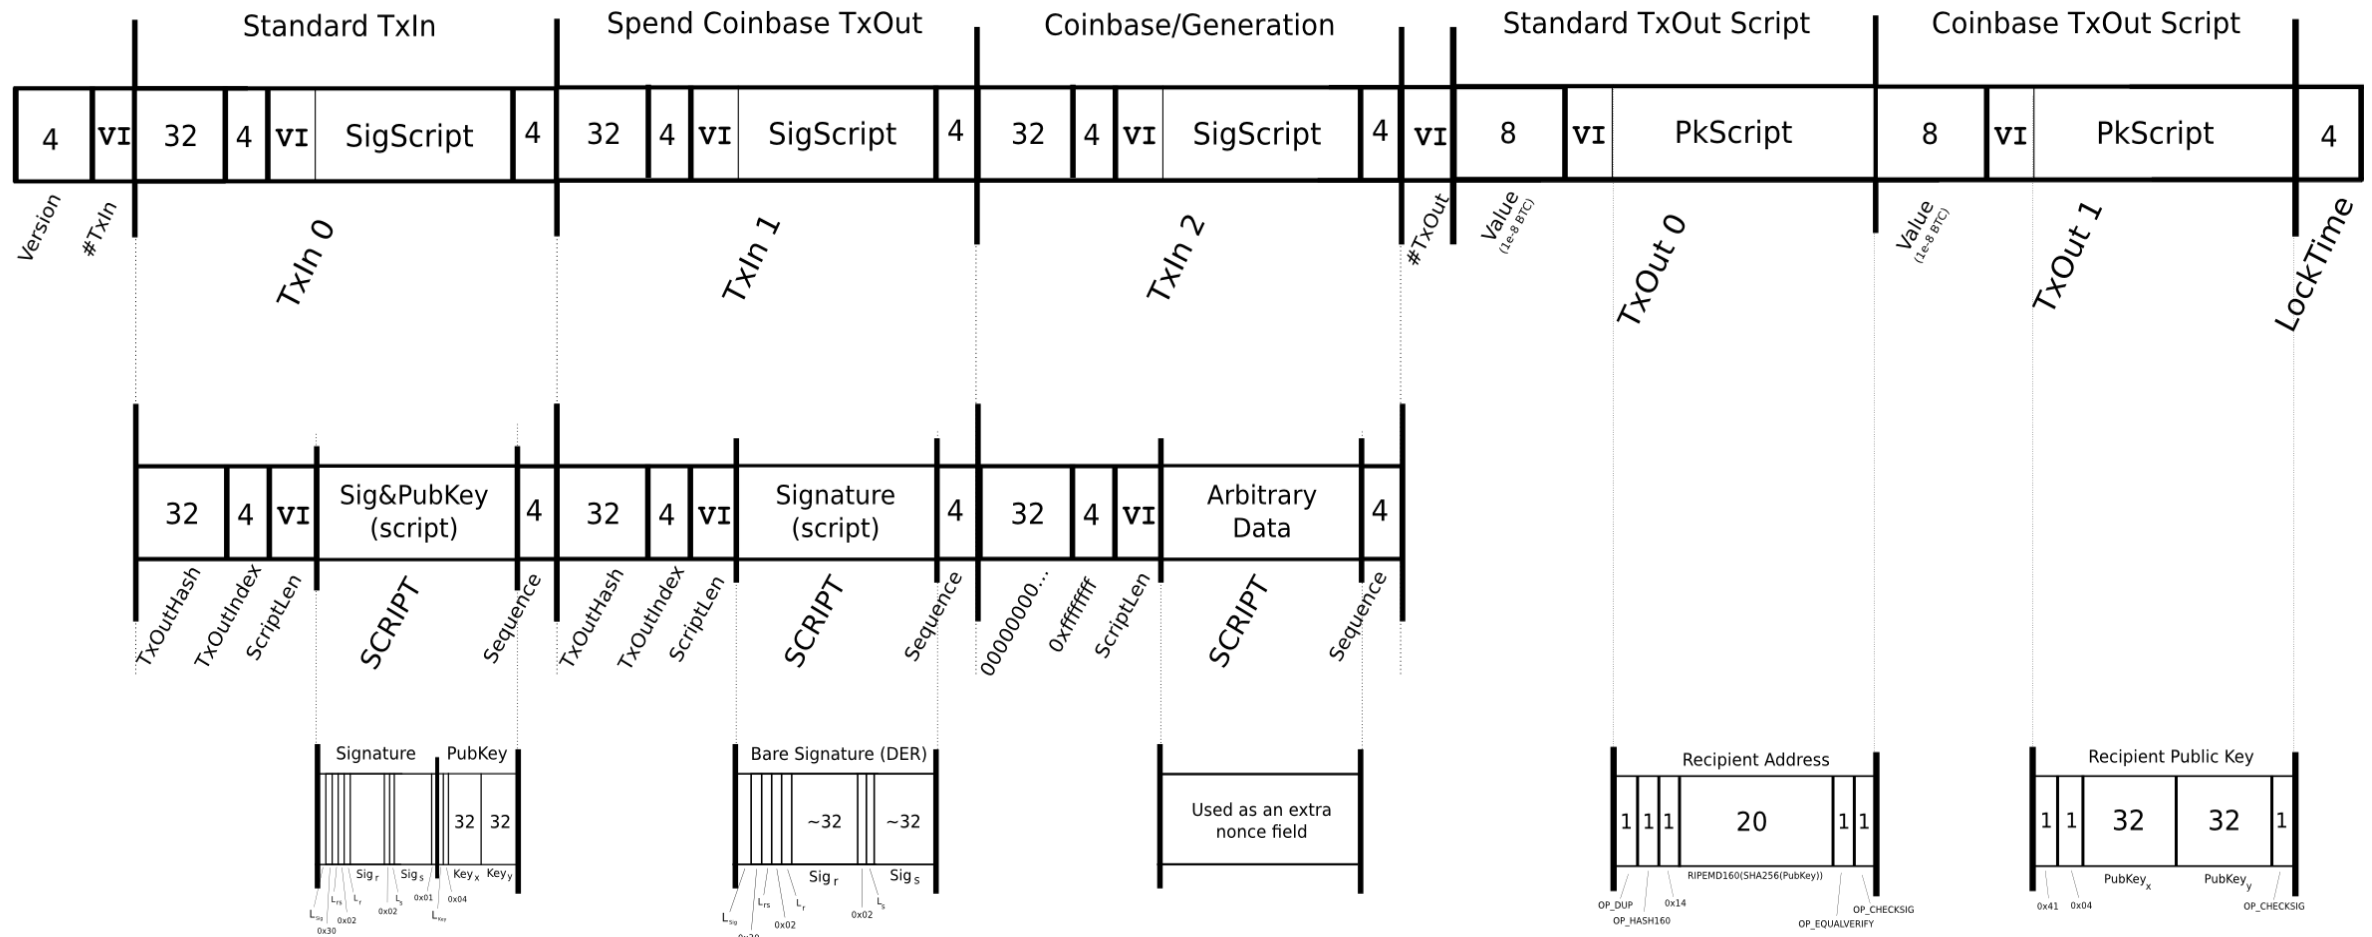 Standard TxIn
Spend Coinbase TxOut
Coinbase/Generation
Standard TxOut Script
Coinbase TxOut Script
4 VI 32 4 VI SigScript 4 32 4 VI SigScript 4 32 4 VI SigScript 4 VI 8 VI PkScript 8 VI PkScript 4
Version
#TxIn
TxIn 0
TxIn 1
TxIn 2
#TxOut
Value
(1e-8 BTC)
TxOut 0
Value
(1e-8 BTC)
TxOut 1
LockTime
32 4 VI
Sig&PubKey
(script)
4
32 4 VI
Signature
(script)
4
32 4 VI
Arbitrary
Data
4
TxOutHash
TxOutIndex
ScriptLen
SCRIPT
Sequence
TxOutHash
TxOutIndex
ScriptLen
SCRIPT
Sequence
00000000...
0xffffffff
ScriptLen
SCRIPT
Sequence
Signature
PubKey
32 32
Sig r
Sig s
Key x
Key y
L Sig
0x30
L rs
0x02
L r
0x02
L s
0x01
0x04
Bare Signature (DER)
~32 ~32
Sig r
Sig s
L Sig
L rs
0x02
L r
0x02
L s
Used as an extra
nonce field
Recipient Address
1 1 1 20 1 1
RIPEMD160(SHA256(PubKey))
OP_DUP
OP_HASH160
0x14
OP_EQUALVERIFY
OP_CHECKSIG
Recipient Public Key
1 1 32 32 1
PubKey x
PubKey y
0x41
0x04
OP_CHECKSIG